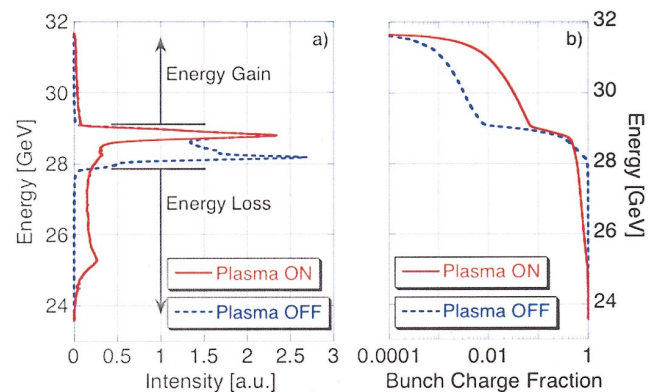 32
30
28
26
24
Energy [GeV]
a)
Energy Gain
Energy Loss
Plasma ON
Plasma OFF
0 0.5 1 1.5 2 2.5 3
Intensity [a.u.]
b)
32
30
28
26
24
Energy [GeV]
Plasma ON
Plasma OFF
0.0001 0.01 1
Bunch Charge Fraction